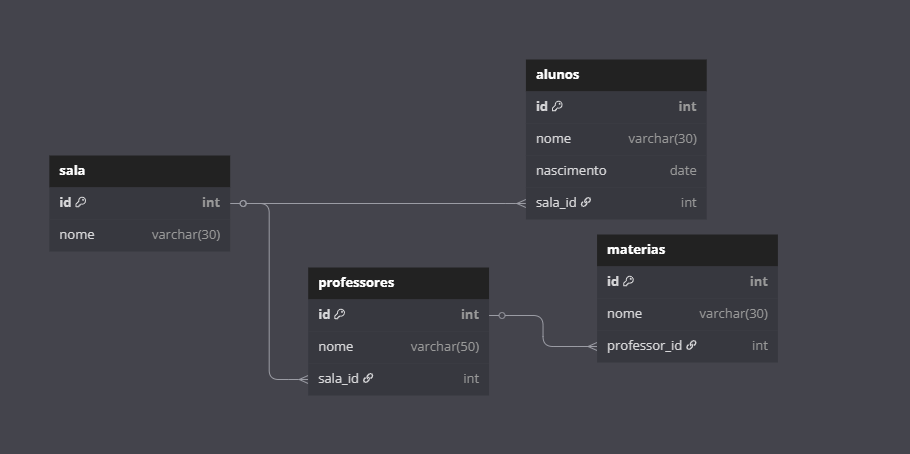 sala
id int
nome varchar(30)
alunos
id int
nome varchar(30)
nascimento date
sala_id int
professores
id int
nome varchar(50)
sala_id int
materias
id int
nome varchar(30)
professor_id int